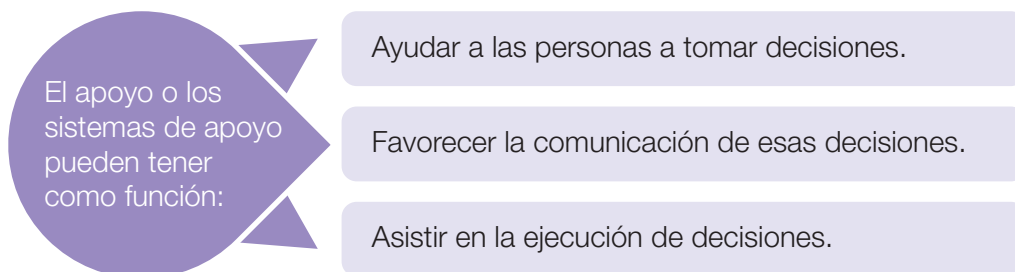 El apoyo o los
sistemas de apoyo
pueden tener
como función:
Ayudar a las personas a tomar decisiones.
Favorecer la comunicación de esas decisiones.
Asistir en la ejecución de decisiones.